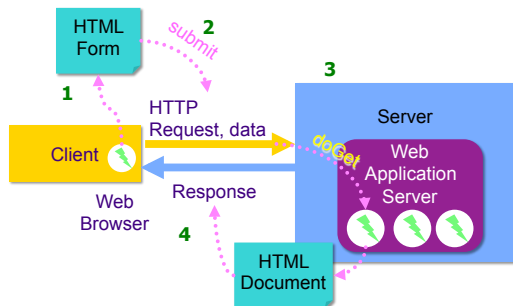 HTML
Form
2
submit
3
1
HTTP
Request, data
Server
doGet
Client
Web
Application
Server
Web
Browser
Response
4
HTML
Document